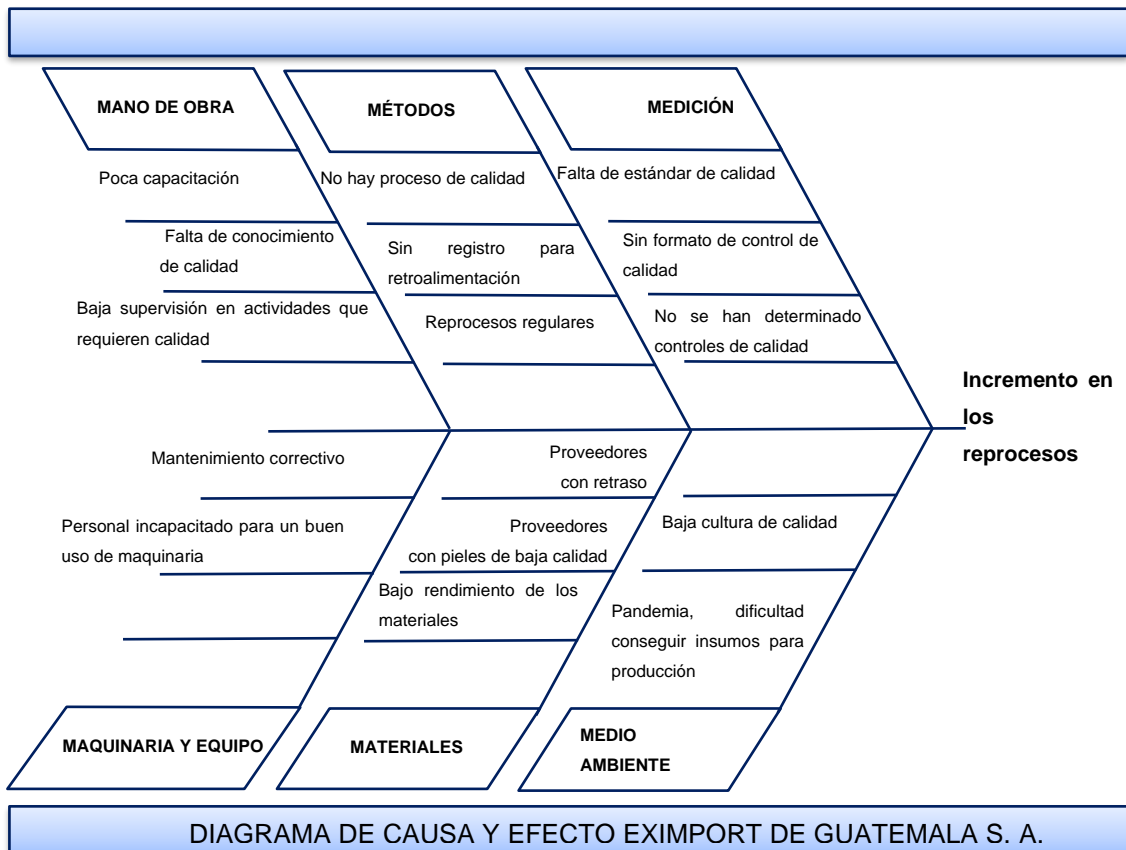 MANO DE OBRA
MÉTODOS
MEDICIÓN
Poca capacitación
No hay proceso de calidad
Falta de estándar de calidad
Falta de conocimiento
de calidad
Sin registro para
retroalimentación
Sin formato de control de
calidad
Baja supervisión en actividades que
requieren calidad
Reprocesos regulares
No se han determinado
controles de calidad
Incremento en
los
reprocesos
Mantenimiento correctivo
Proveedores
con retraso
Personal incapacitado para un buen
uso de maquinaria
Proveedores
con pieles de baja calidad
Baja cultura de calidad
Bajo rendimiento de los
materiales
Pandemia, dificultad
conseguir insumos para
producción
MAQUINARIA Y EQUIPO
MATERIALES
MEDIO
AMBIENTE
DIAGRAMA DE CAUSA Y EFECTO EXIMPORT DE GUATEMALA S. A.